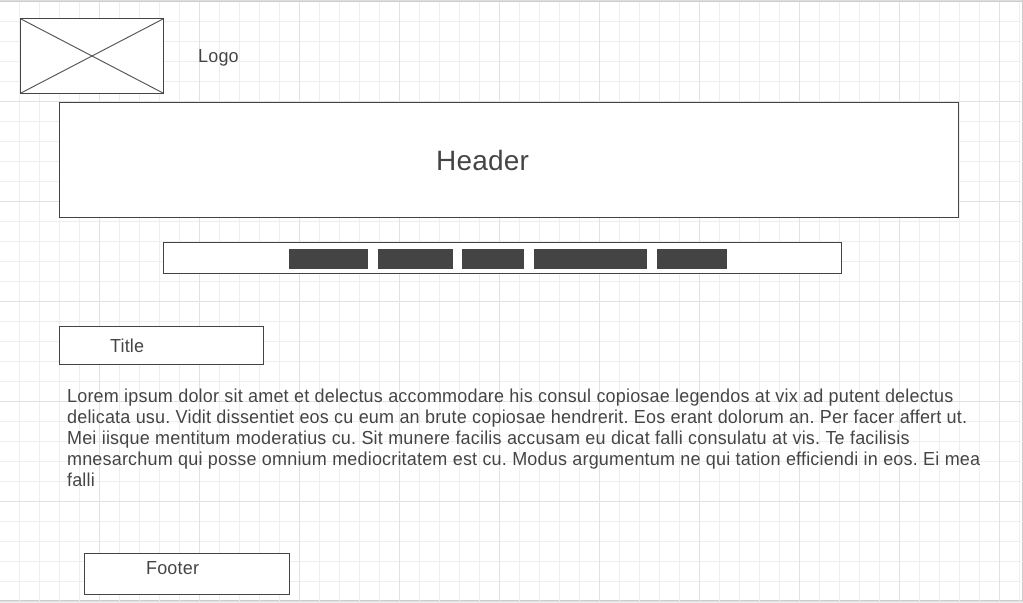 Logo
Header
Title
Lorem ipsum dolor sit amet et delectus accommodare his consul copiosae legendos at vix ad putent delectus
delicata usu. Vidit dissentiet eos cu eum an brute copiosae hendrerit. Eos erant dolorum an. Per facer affert ut.
Mei iisque mentitum moderatius cu. Sit munere facilis accusam eu dicat falli consulatu at vis. Te facilisis
mnesarchum qui posse omnium mediocritatem est cu. Modus argumentum ne qui tation efficiendi in eos. Ei mea
falli
Footer